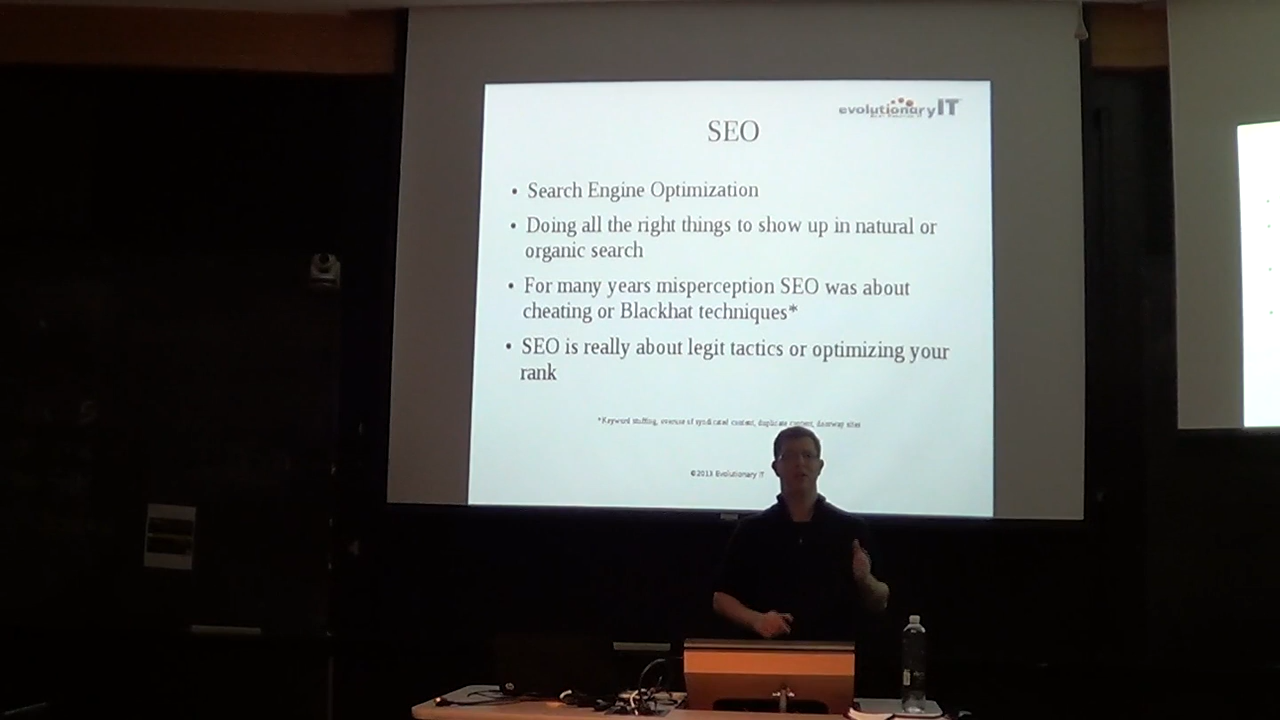 evolutionaryIT
SEO
• Search Engine Optimization
• Doing all the right things to show up in natural or
organic search
• For many years misperception SEO was about
cheating or Blackhat techniques*
• SEO is really about legit tactics or optimizing your
rank
*Keyword stuffing, overuse of syndicated content, duplicate content, doorway sites
©2013 Evolutionary IT